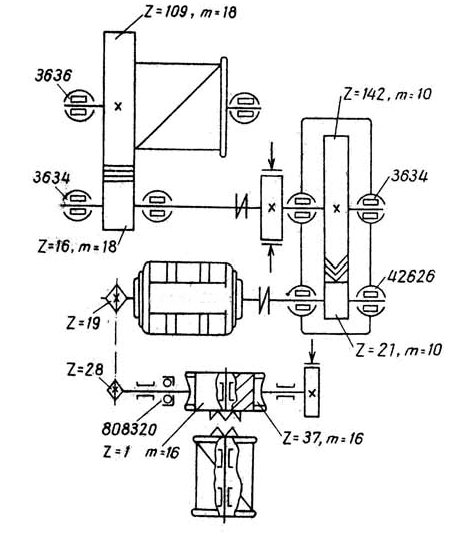 Z=109, m=18
3636
Z=142, m=10
3634
3634
Z=16, m=18
42626
Z=19
Z=21, m=10
Z=28
808320
Z=1 m=16
Z=37, m=16